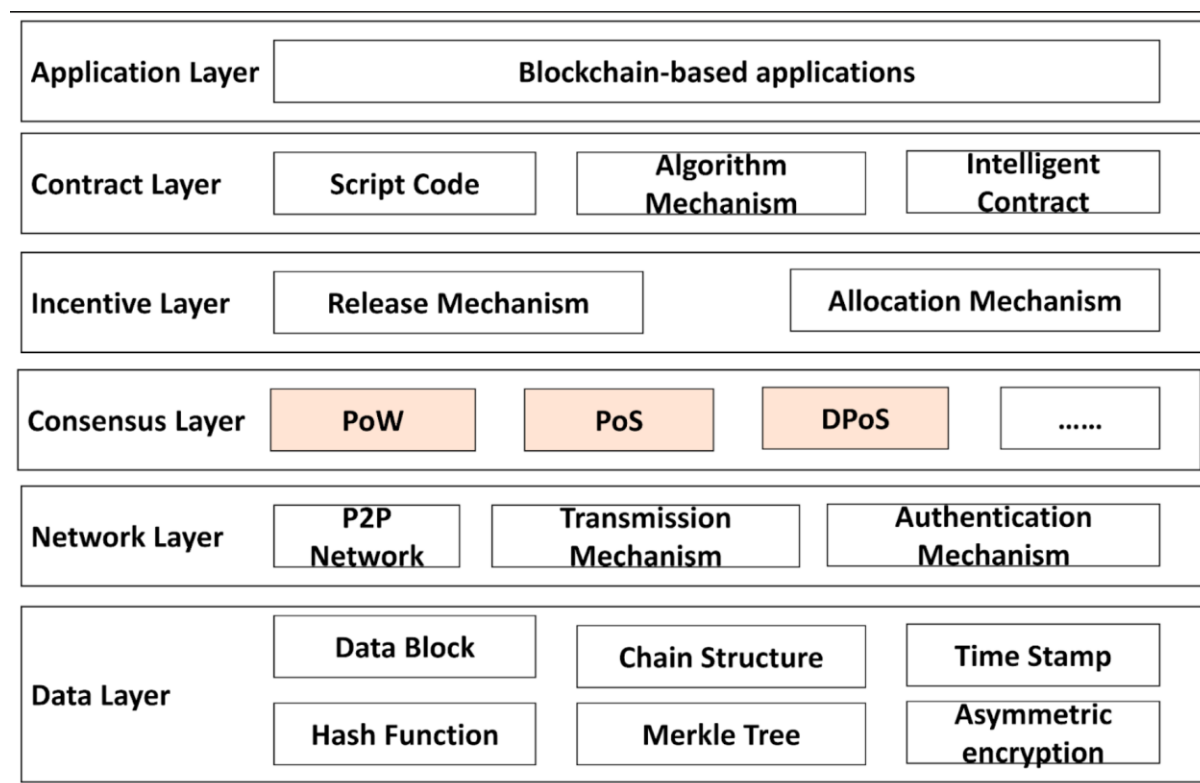 Application Layer
Blockchain-based applications
Contract Layer
Script Code
Algorithm
Mechanism
Intelligent
Contract
Incentive Layer
Release Mechanism
Allocation Mechanism
Consensus Layer
PoW
PoS
DPoS
......
Network Layer
P2P
Network
Transmission
Mechanism
Authentication
Mechanism
Data Layer
Data Block
Chain Structure
Time Stamp
Hash Function
Merkle Tree
Asymmetric
encryption